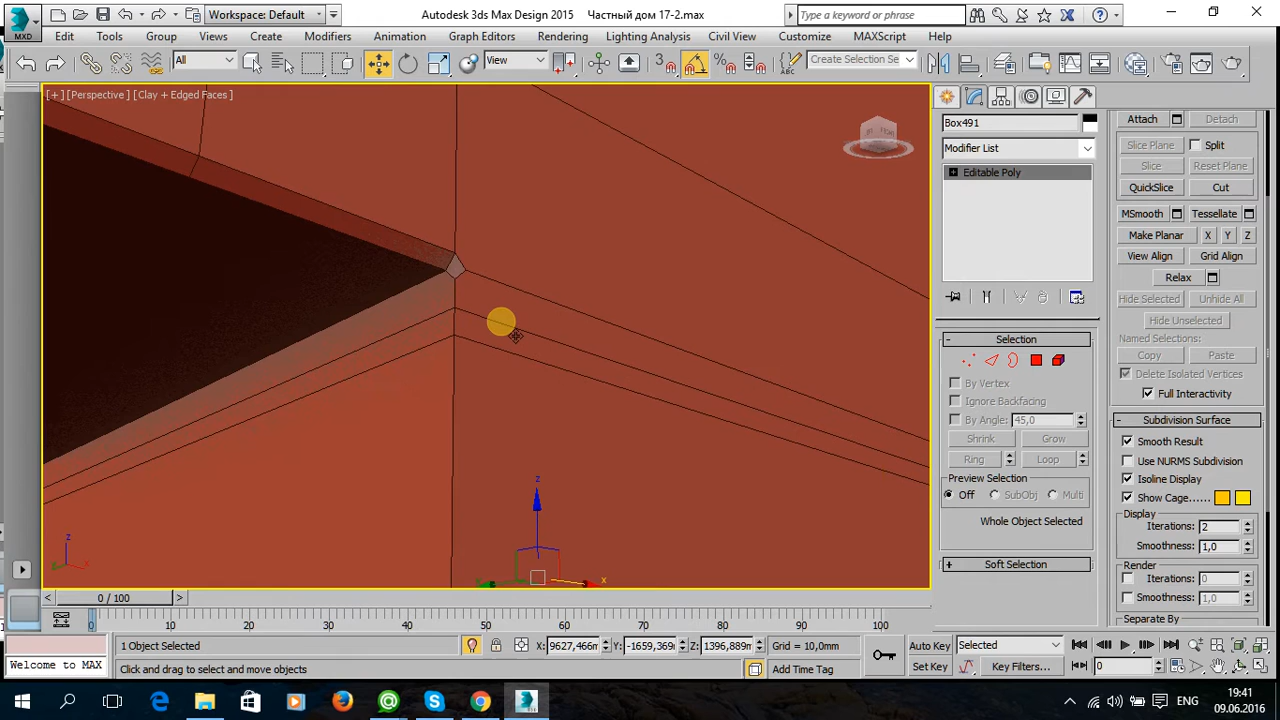 MXD
Workspace: Default
Autodesk 3ds Max Design 2015 Частный дом 17-2.max
Type a keyword or phrase
Edit Tools Group Views Create Modifiers Animation Graph Editors Rendering Lighting Analysis Civil View Customize MAXScript Help
All
View
3
Create Selection Se
[+][Perspective][Clay + Edged Faces]
Box491
Modifier List
Editable Poly
Selection
By Vertex
Ignore Backfacing
By Angle: 45,0
Shrink Grow
Ring Loop
Preview Selection
Off SubObj Multi
Whole Object Selected
Soft Selection
Attach Detach
Slice Plane Split
Slice Reset Plane
QuickSlice Cut
MSmooth Tessellate
Make Planar X Y Z
View Align Grid Align
Relax
Hide Selected Unhide All
Hide Unselected
Named Selections:
Copy Paste
Delete Isolated Vertices
Full Interactivity
Subdivision Surface
Smooth Result
Use NURMS Subdivision
Isoline Display
Show Cage......
Display
Iterations: 2
Smoothness: 1,0
Render
Iterations: 0
Smoothness: 1,0
Separate By
z
x
z
x
0 / 100
0 10 20 30 40 50 60 70 80 90 100
1 Object Selected
X: 9627,466m Y: -1659,369m Z: 1396,889m Grid = 10,0mm
Auto Key Selected
Welcome to MAX
Click and drag to select and move objects
Add Time Tag
Set Key Key Filters...
0
ENG
19:41
09.06.2016